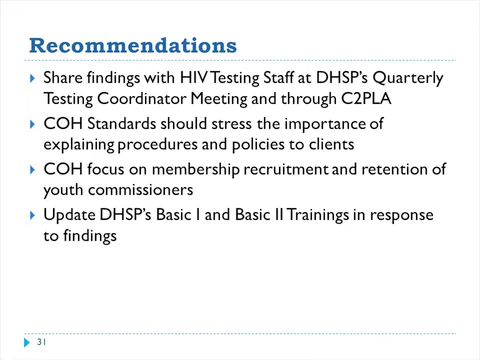 Recommendations
Share findings with HIV Testing Staff at DHSP's Quarterly
Testing Coordinator Meeting and through C2PLA
COH Standards should stress the importance of
explaining procedures and policies to clients
COH focus on membership recruitment and retention of
youth commissioners
Update DHSP's Basic I and Basic II Trainings in response
to findings
31